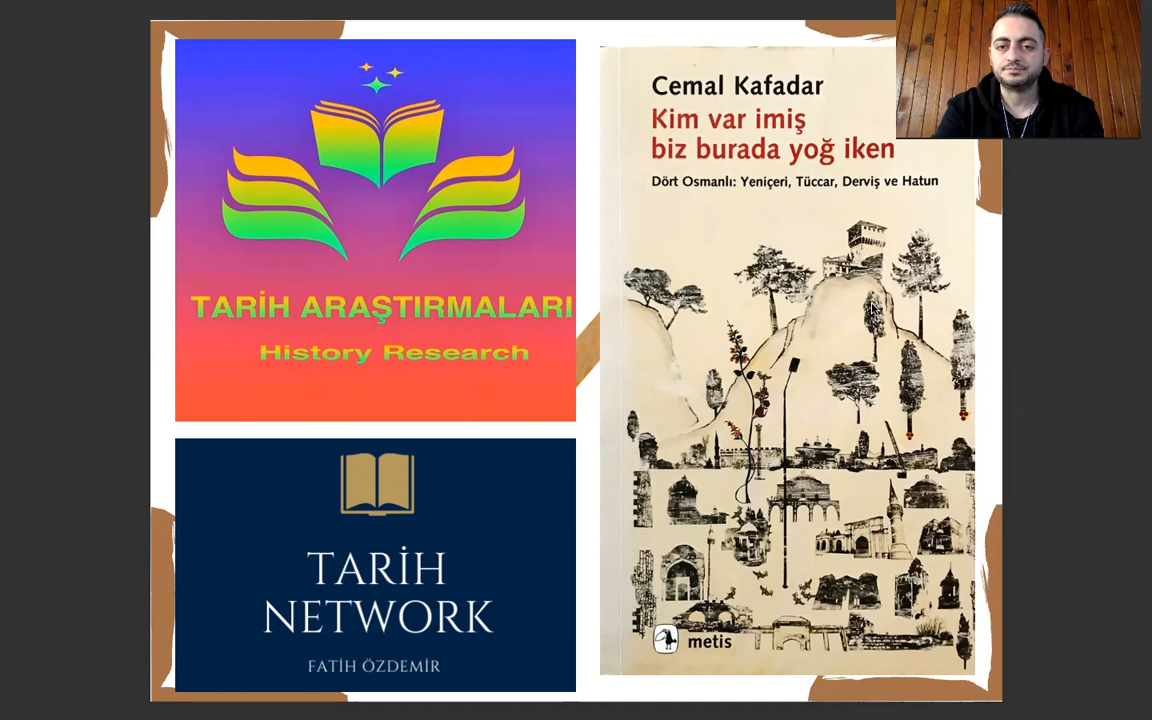 TARİH ARAŞTIRMALARI
History Research
TARİH
NETWORK
FATİH ÖZDEMİR
Cemal Kafadar
Kim var imiş
biz burada yoğ iken
Dört Osmanlı: Yeniçeri, Tüccar, Derviş ve Hatun
metis